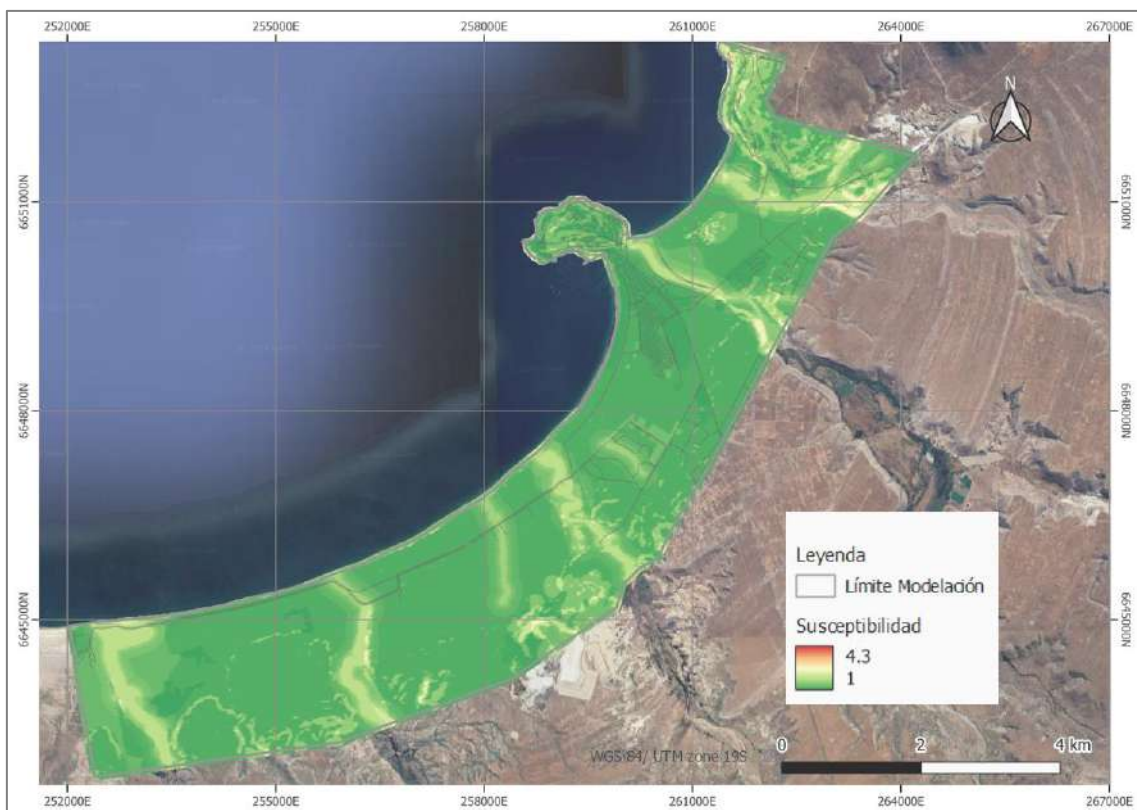 252000E 255000E 258000E 261000E 264000E 267000E
N
6651000N 6651000N
6648000N 6648000N
6645000N 6645000N
Leyenda
Límite Modelación
Susceptibilidad
4.3
1
WGS 84/ UTM zone 19S
0 2 4 km
252000E 255000E 258000E 261000E 264000E 267000E